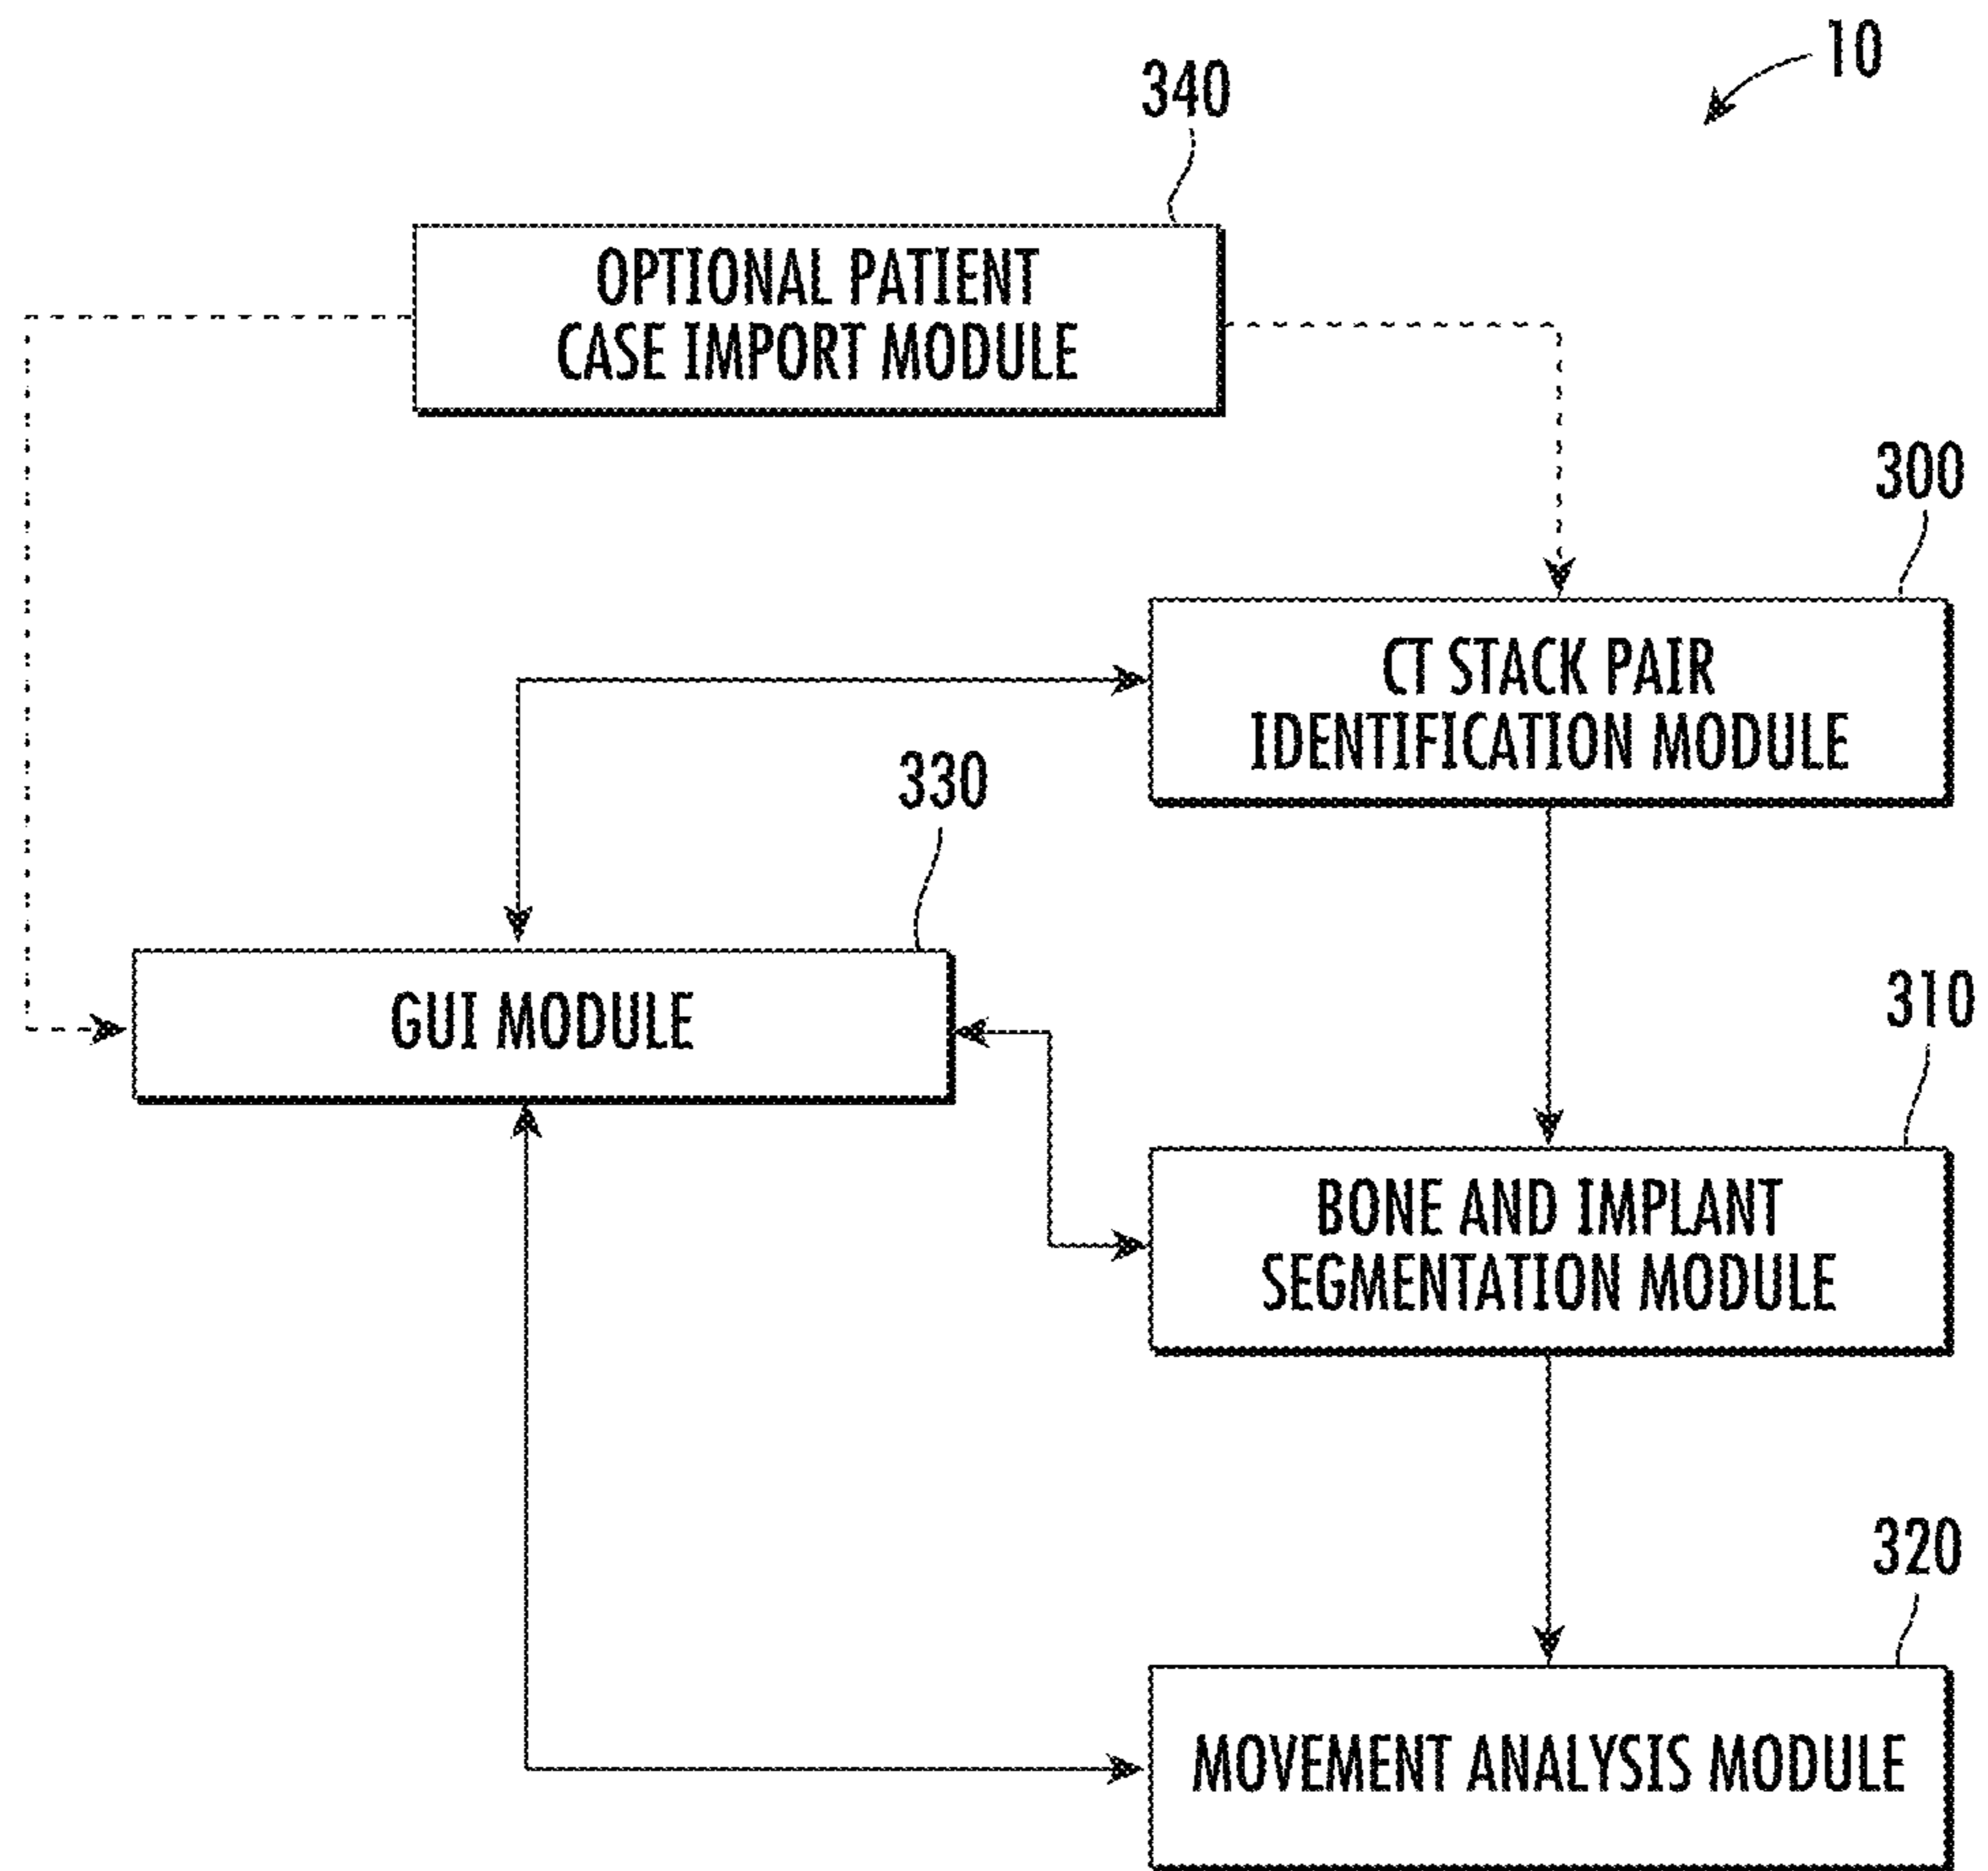 10
340
OPTIONAL PATIENT
CASE IMPORT MODULE
300
CT STACK PAIR
IDENTIFICATION MODULE
330
GUI MODULE
310
BONE AND IMPLANT
SEGMENTATION MODULE
320
MOVEMENT ANALYSIS MODULE